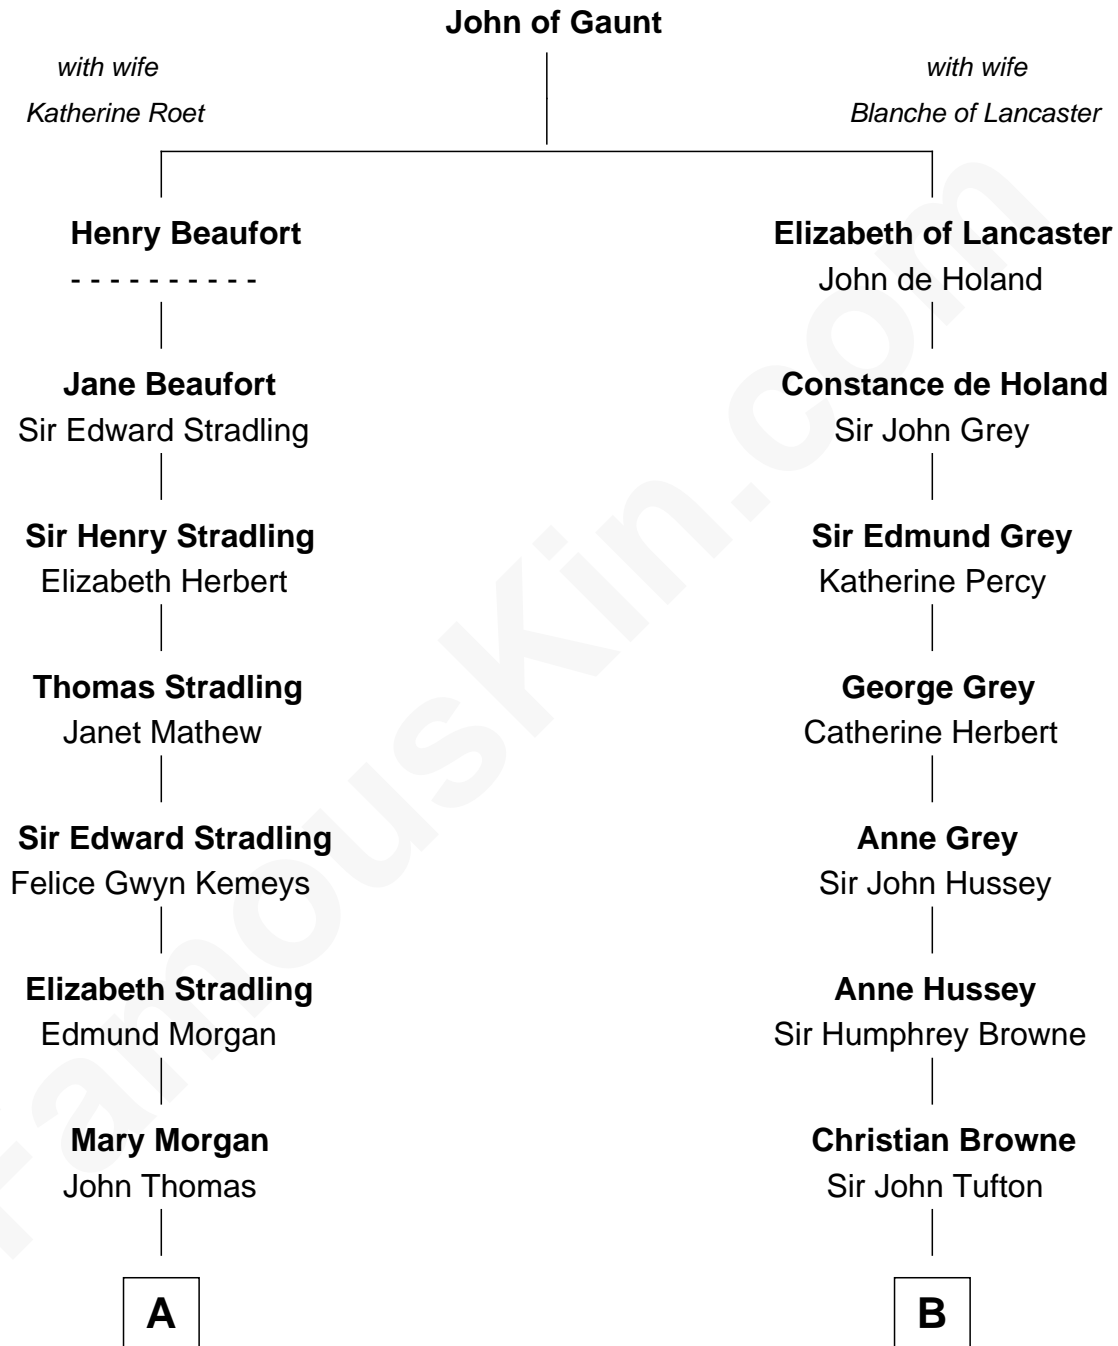 John of Gaunt
with wife
Katherine Roet
with wife
Blanche of Lancaster
Henry Beaufort
- - - - - - - - - -
Jane Beaufort
Sir Edward Stradling
Sir Henry Stradling
Elizabeth Herbert
Thomas Stradling
Janet Mathew
Sir Edward Stradling
Felice Gwyn Kemeys
Elizabeth Stradling
Edmund Morgan
Mary Morgan
John Thomas
A
Elizabeth of Lancaster
John de Holand
Constance de Holand
Sir John Grey
Sir Edmund Grey
Katherine Percy
George Grey
Catherine Herbert
Anne Grey
Sir John Hussey
Anne Hussey
Sir Humphrey Browne
Christian Browne
Sir John Tufton
B
FamousKin.com